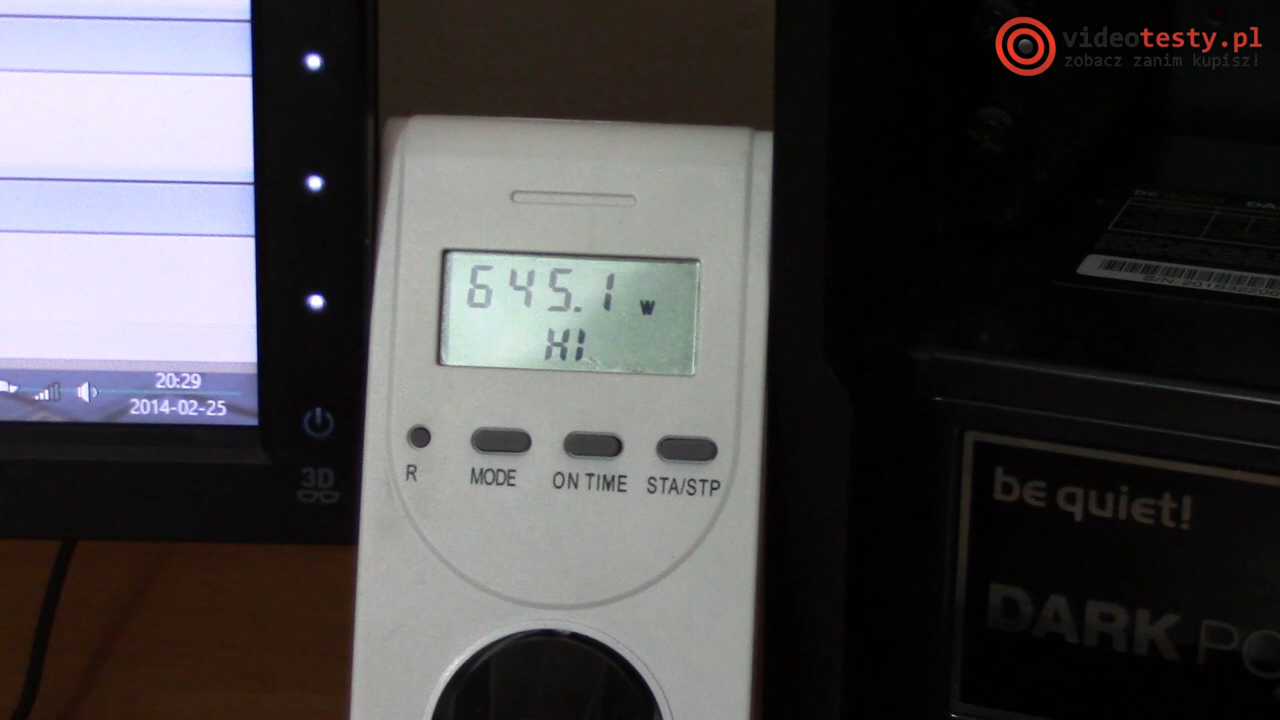 videotesty.pl
zobacz zanim kupisz!
645.1 W
HI
20:29
2014-02-25
R
MODE
ON TIME
STA/STP
3D
be quiet!
DARK